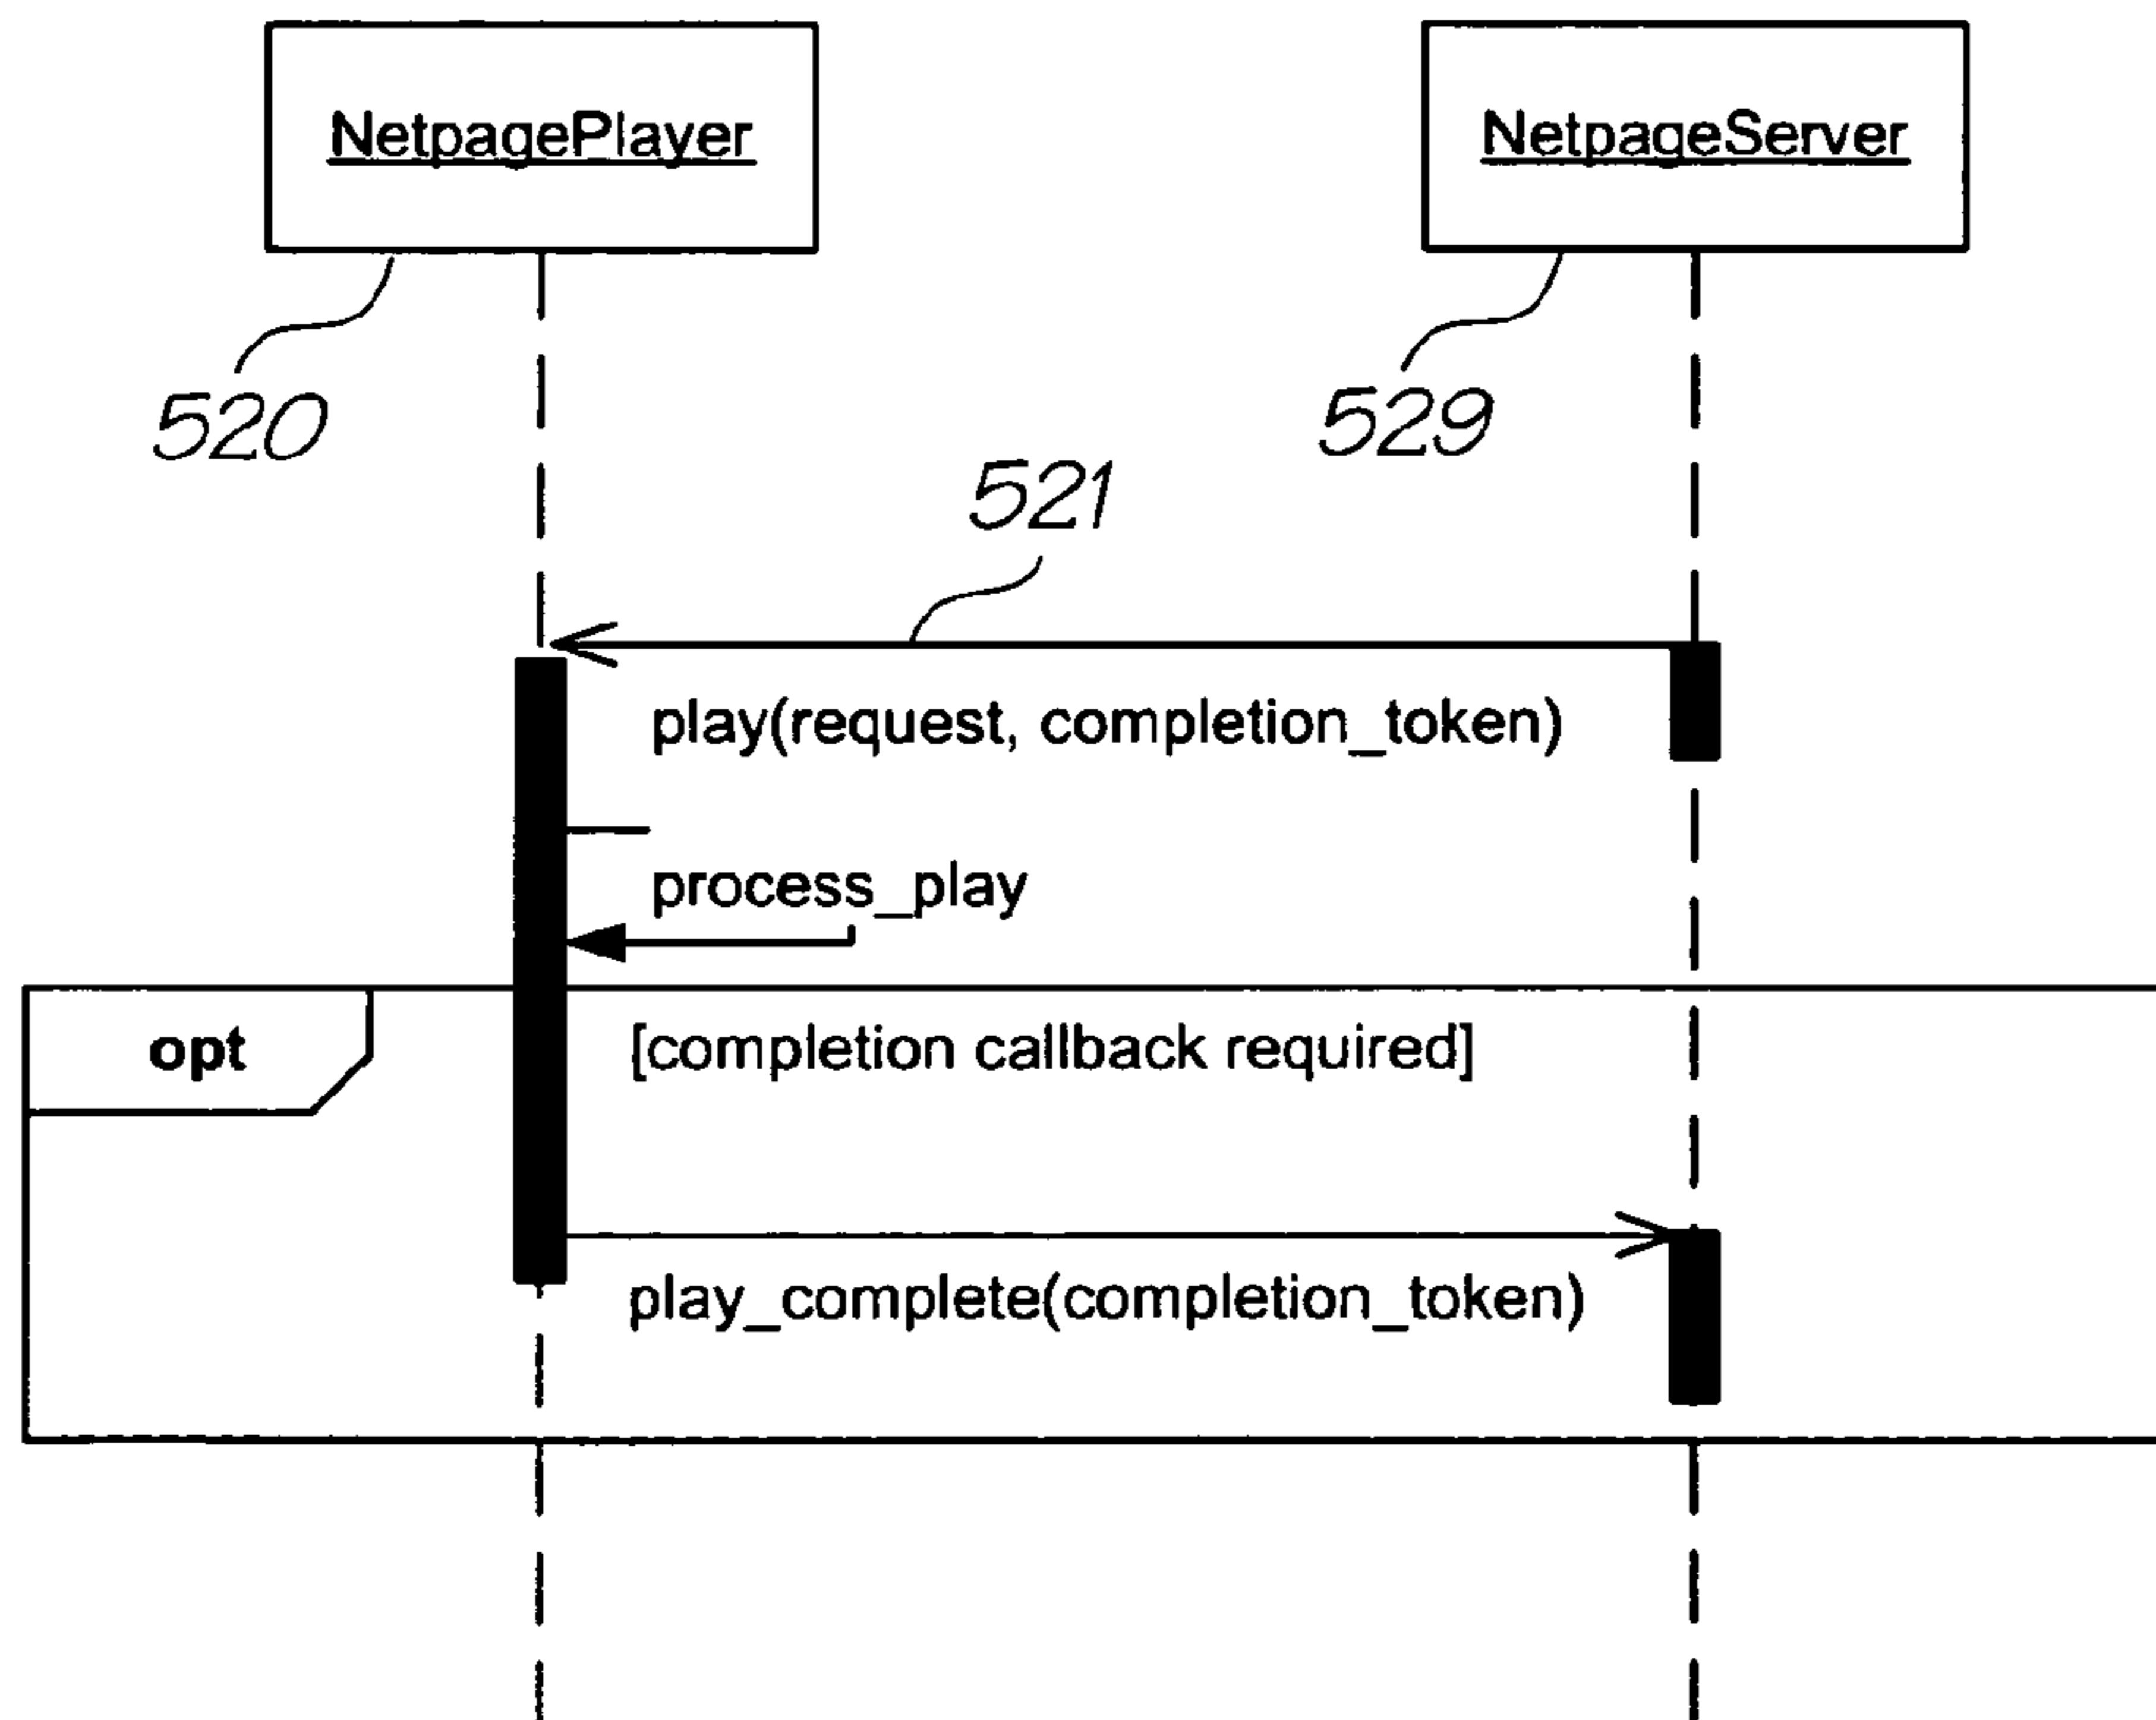 NetpagePlayer
NetpageServer
520
529
521
play(request, completion_token)
process_play
opt
[completion callback required]
play_complete(completion_token)